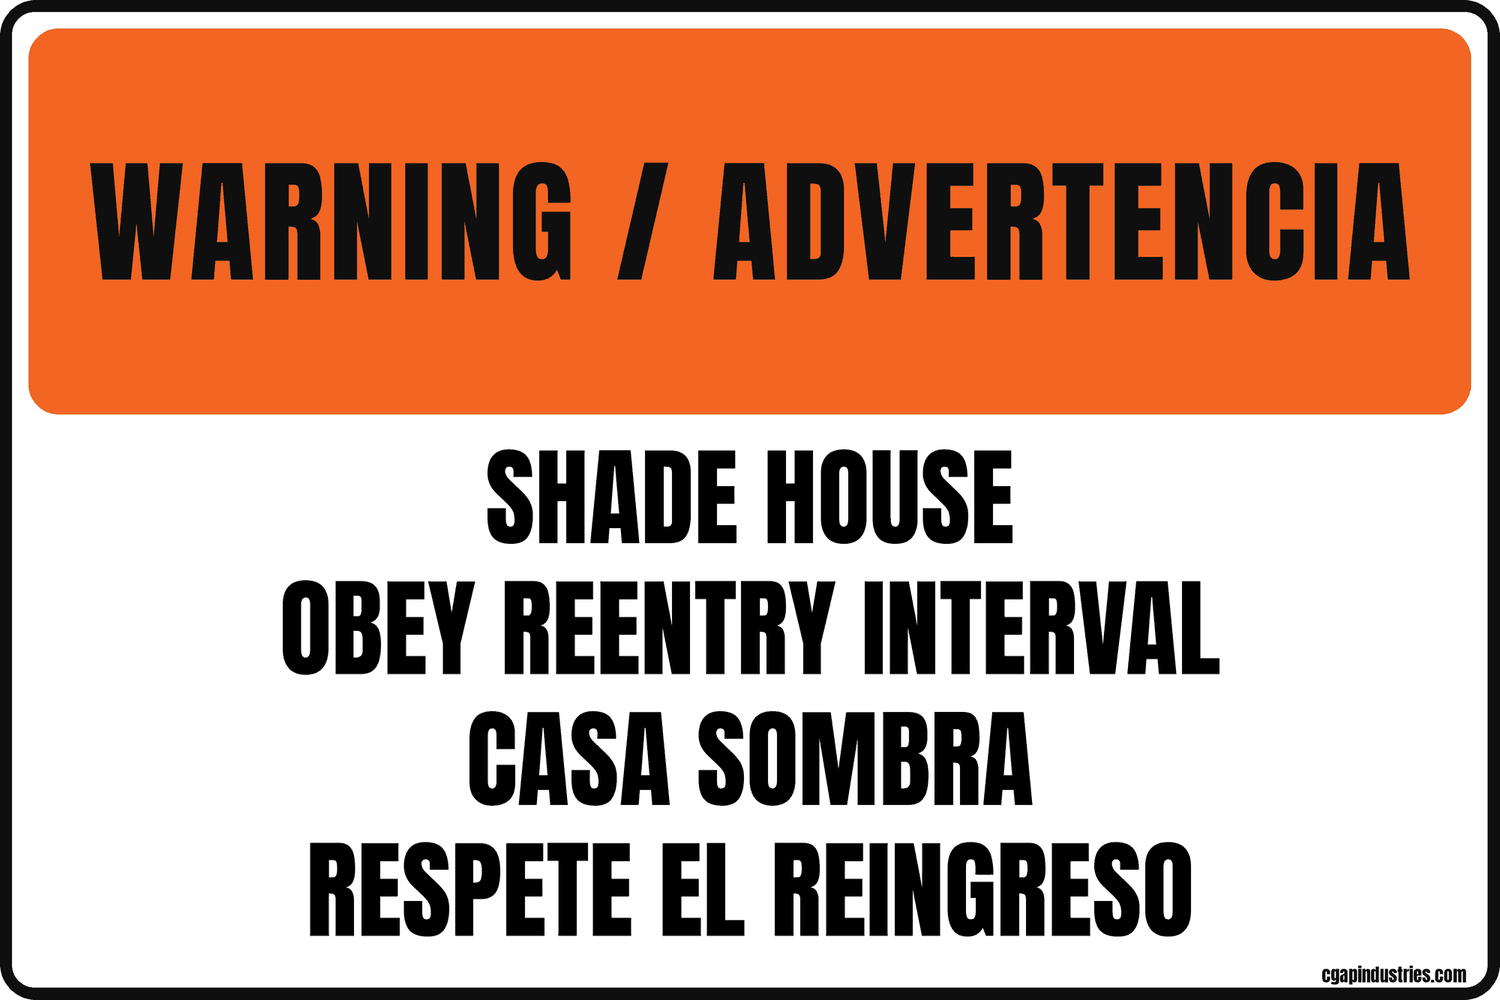 WARNING / ADVERTENCIA
SHADE HOUSE
OBEY REENTRY INTERVAL
CASA SOMBRA
RESPETE EL REINGRESO
cgapindustries.com